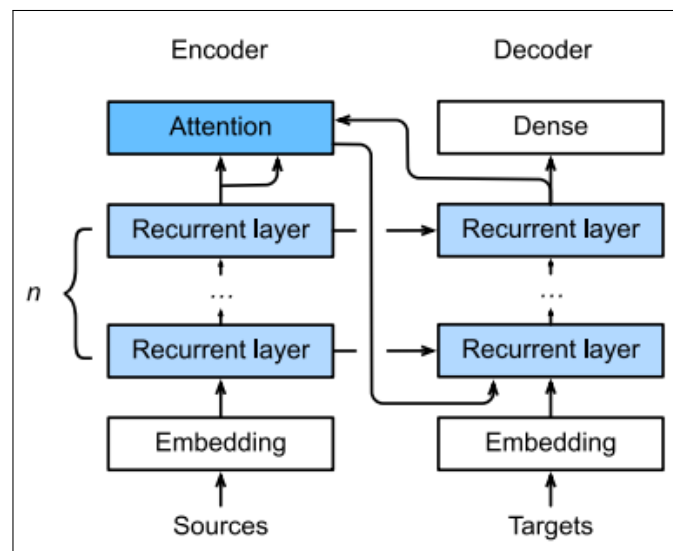 Encoder Decoder
Attention Dense
Recurrent layer Recurrent layer
n ... ...
Recurrent layer Recurrent layer
Embedding Embedding
Sources Targets